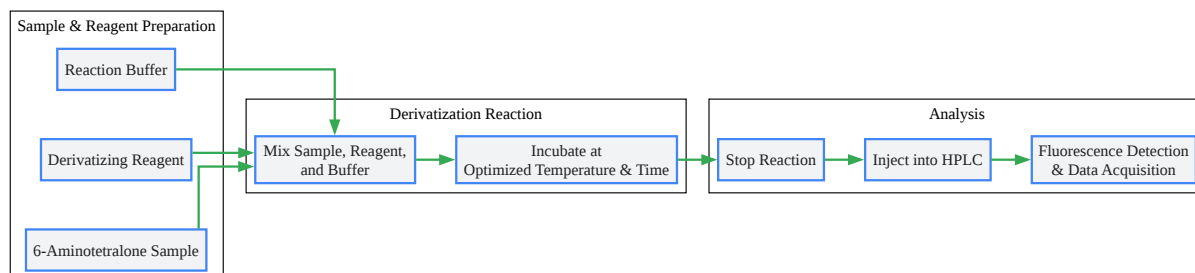 Sample & Reagent Preparation
Reaction Buffer
Derivatizing Reagent
6-Aminotetralone Sample
Derivatization Reaction
Mix Sample, Reagent,
and Buffer
Incubate at
Optimized Temperature & Time
Analysis
Stop Reaction
Inject into HPLC
Fluorescence Detection
& Data Acquisition